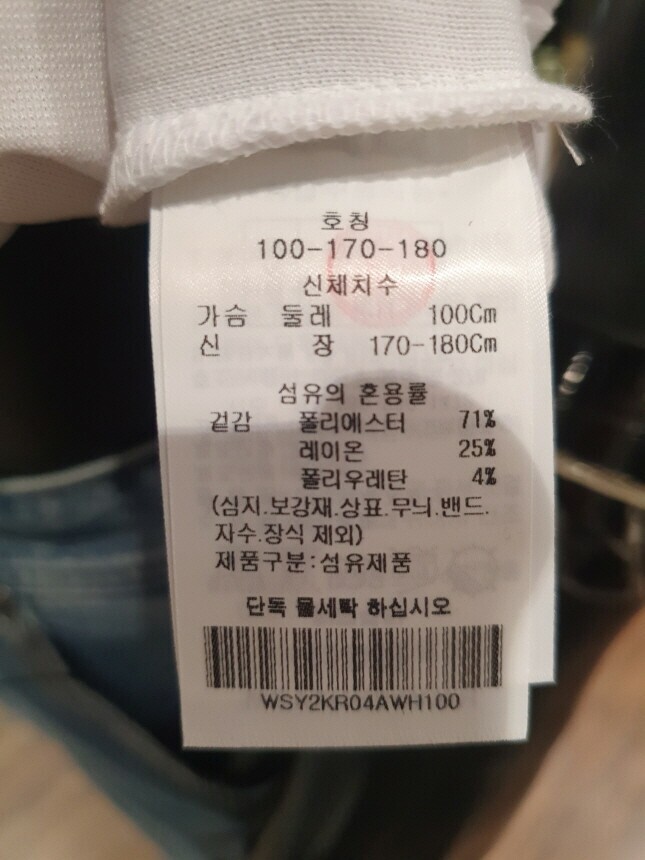 호칭
100-170-180
신체치수
가슴 둘레 100Cm
신 장 170-180Cm
섬유의 혼용률
겉감 폴리에스터 71%
레이온 25%
폴리우레탄 4%
(심지.보강재.상표.무늬.밴드.
자수.장식 제외)
제품구분:섬유제품
단독 물세탁 하십시오
WSY2KR04AWH100